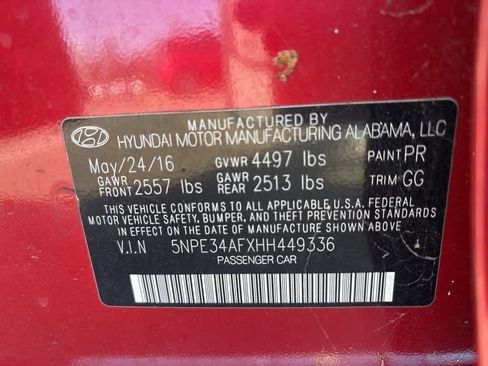 MANUFACTURED BY
HYUNDAI MOTOR MANUFACTURING ALABAMA, LLC
May/24/16 GVWR 4497 lbs PAINT PR
GAWR FRONT 2557 lbs GAWR REAR 2513 lbs TRIM GG
THIS VEHICLE CONFORMS TO ALL APPLICABLE U.S.A. FEDERAL
MOTOR VEHICLE SAFETY, BUMPER, AND THEFT PREVENTION
STANDARDS IN EFFECT ON THE DATE OF MANUFACTURE SHOWN ABOVE
V.I.N 5NPE34AFXHH449336
PASSENGER CAR